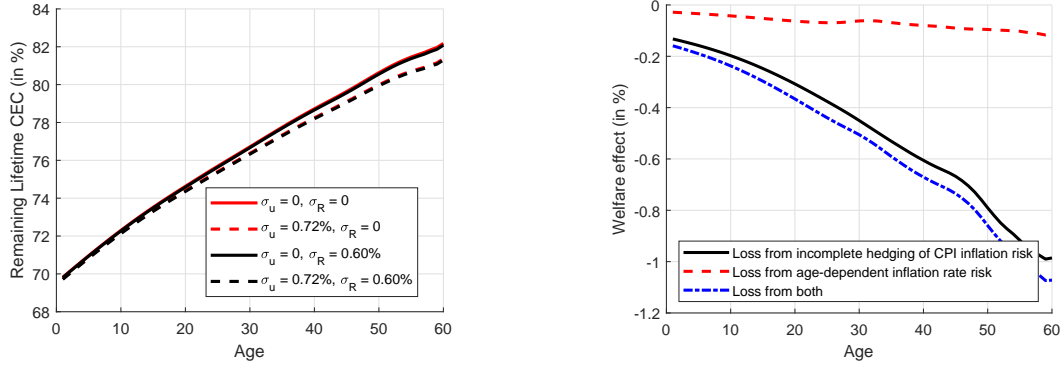 84
82
80
78
76
74
72
70
68
Remaining Lifetime CEC (in %)
σu = 0, σR = 0
σu = 0.72%, σR = 0
σu = 0, σR = 0.60%
σu = 0.72%, σR = 0.60%
0 10 20 30 40 50 60
Age
0
-0.2
-0.4
-0.6
-0.8
-1
-1.2
Welfare effect (in %)
Loss from incomplete hedging of CPI inflation risk
Loss from age-dependent inflation rate risk
Loss from both
0 10 20 30 40 50 60
Age